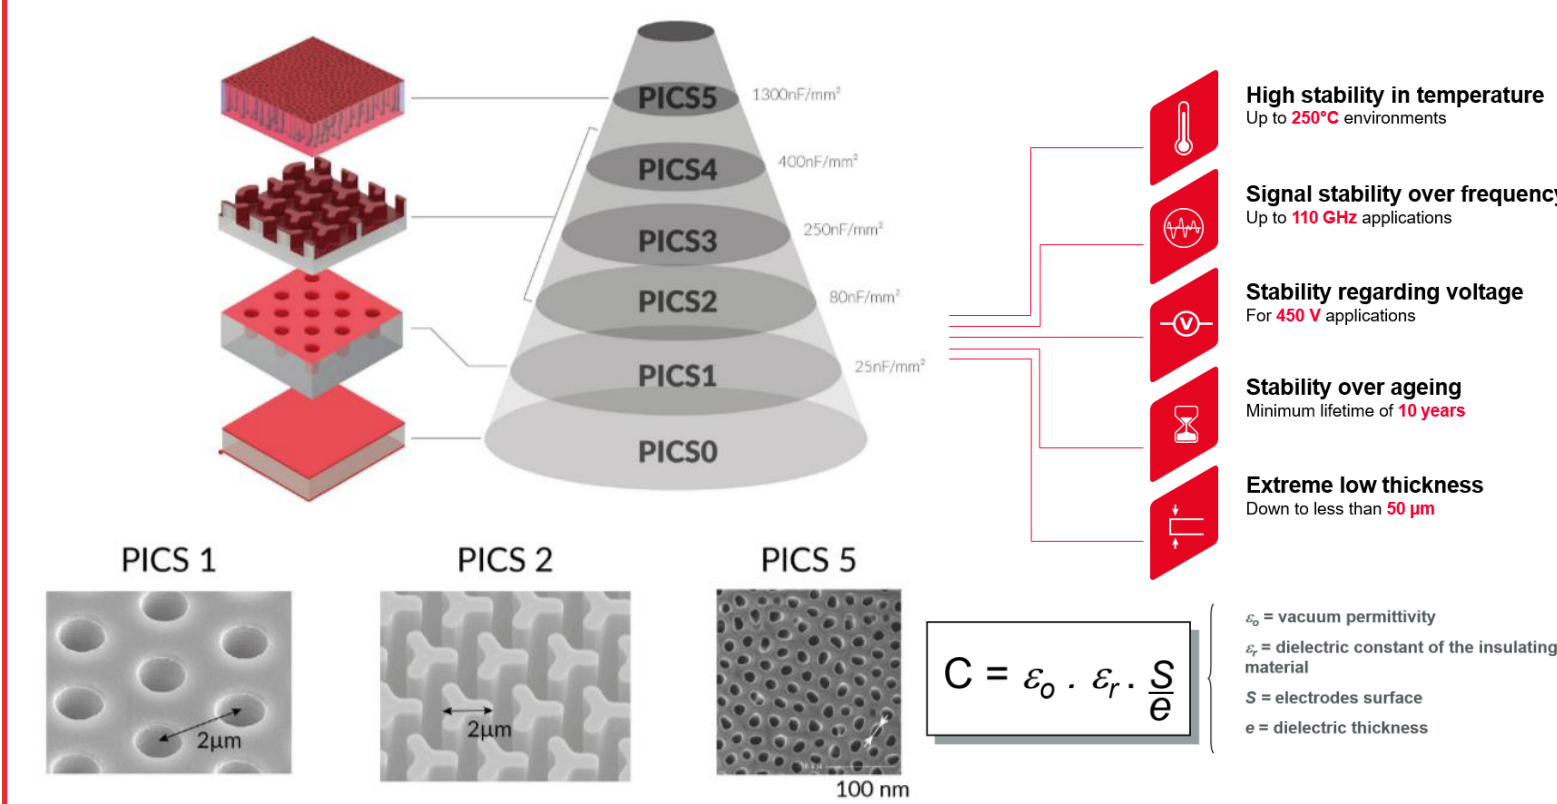 PICS5
1300nF/mm²
PICS4
400nF/mm²
PICS3
250nF/mm²
PICS2
80nF/mm²
PICS1
25nF/mm²
PICS0
High stability in temperature
Up to 250°C environments
Signal stability over frequency
Up to 110 GHz applications
V
Stability regarding voltage
For 450 V applications
Stability over ageing
Minimum lifetime of 10 years
Extreme low thickness
Down to less than 50 µm
PICS 1
2µm
PICS 2
2µm
PICS 5
100 nm
C = εo . εr . S/e
εo = vacuum permittivity
εr = dielectric constant of the insulating
material
S = electrodes surface
e = dielectric thickness